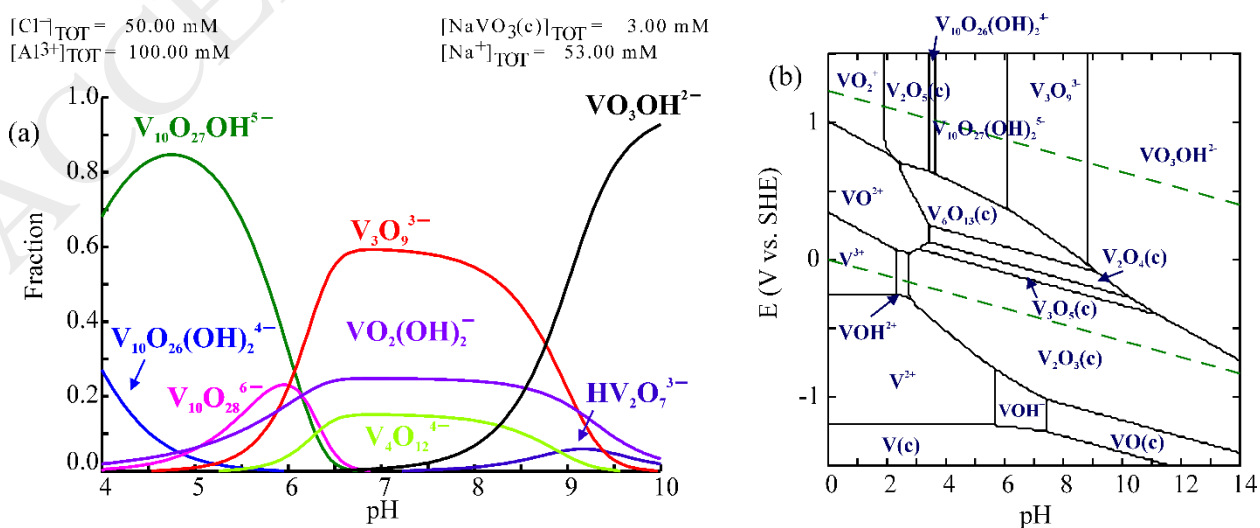 [Cl⁻]TOT = 50.00 mM
[Al³⁺]TOT = 100.00 mM
[NaVO₃(c)]TOT = 3.00 mM
[Na⁺]TOT = 53.00 mM
ACCE
(a)
Fraction
1.0
0.8
0.6
0.4
0.2
0.0
V₁₀O₂₇OH⁵⁻
VO₃OH²⁻
V₃O₉³⁻
V₁₀O₂₆(OH)₂⁴⁻
VO₂(OH)₂⁻
V₁₀O₂₈⁶⁻
HV₂O₇³⁻
V₄O₁₂⁴⁻
4 5 6 7 8 9 10
pH
(b)
V₁₀O₂₆(OH)₂⁴⁻
VO₂⁺
V₂O₅(c)
V₃O₉³⁻
V₁₀O₂₇(OH)₂⁵⁻
VO₃OH²⁻
VO²⁺
V₆O₁₃(c)
V₂O₄(c)
V³⁺
V₃O₅(c)
VOH²⁺
V₂O₃(c)
V²⁺
VOH⁻
VO(c)
V(c)
E (V vs. SHE)
1
0
-1
0 2 4 6 8 10 12 14
pH